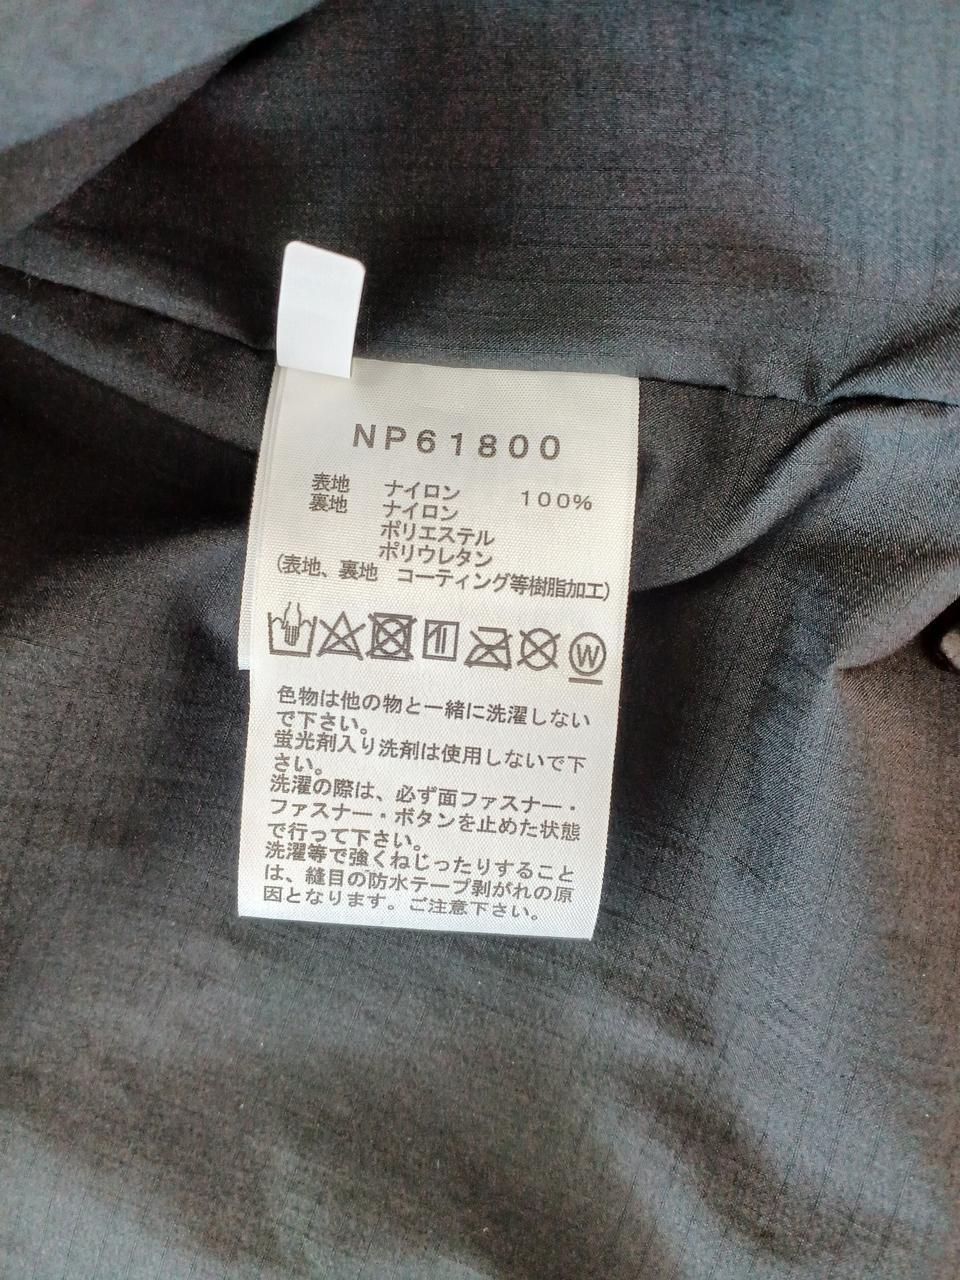 NP61800
表地 ナイロン 100%
裏地 ナイロン
ポリエステル
ポリウレタン
(表地、裏地 コーティング等樹脂加工)
W
色物は他の物と一緒に洗濯しない
で下さい。
蛍光剤入り洗剤は使用しないで下
さい。
洗濯の際は、必ず面ファスナー・
ファスナー・ボタンを止めた状態
で行って下さい。
洗濯等で強くねじったりすること
は、縫目の防水テープ剥がれの原
因となります。ご注意下さい。